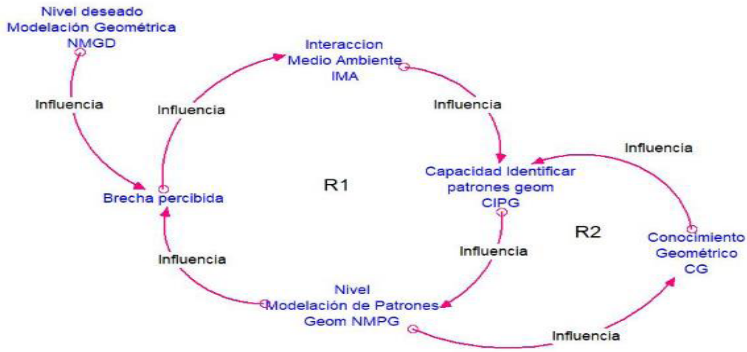 Nivel deseado
Modelación Geométrica
NMGD
Interaccion
Medio Ambiente
IMA
Influencia
Influencia
Influencia
Influencia
Brecha percibida
R1
Capacidad Identificar
patrones geom
CIPG
R2
Conocimiento
Geométrico
CG
Influencia
Influencia
Nivel
Modelación de Patrones
Geom NMPG
Influencia